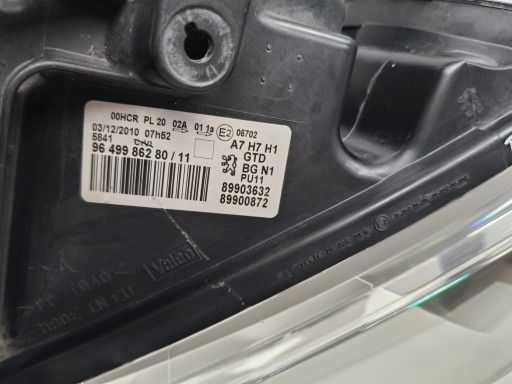 00HCR PL 20 02A 01 1a E2 06702
03/12/2010 07h52
5841 CVL
A7 H7 H1
96 499 862 80 / 11
GTD
BG N1
PU11
89903632
89900872
Valeo